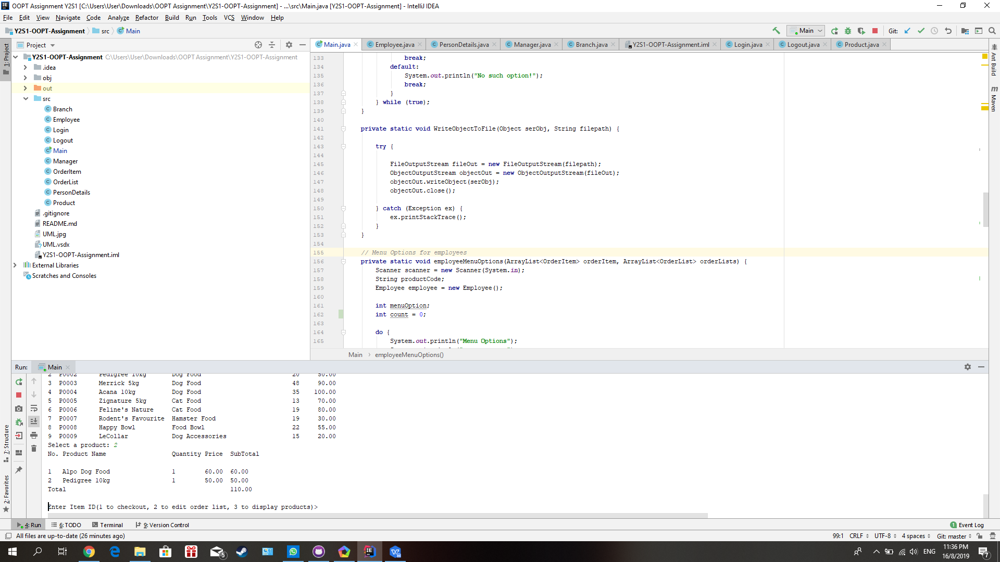 OOPT Assignment Y2S1 [C:\Users\User\Downloads\OOPT Assignment\Y2S1-OOPT-Assignment] - ...\src\Main.java [Y2S1-OOPT-Assignment] - IntelliJ IDEA
File Edit View Navigate Code Analyze Refactor Build Run Tools VCS Window Help
Y2S1-OOPT-Assignment src Main
Main Git:
Project
Main.java Employee.java PersonDetails.java Manager.java Branch.java Y2S1-OOPT-Assignment.iml Login.java Logout.java Product.java
1: Project
7: Structure
2: Favorites
Ant Build
Maven
Y2S1-OOPT-Assignment C:\Users\User\Downloads\OOPT Assignment\Y2S1-OOPT-Assignment
.idea
obj
out
src
Branch
Employee
Login
Logout
Main
Manager
OrderItem
OrderList
PersonDetails
Product
.gitignore
README.md
UML.jpg
UML.vsdx
Y2S1-OOPT-Assignment.iml
External Libraries
Scratches and Consoles
133 break;
134 default:
135 System.out.println("No such option!");
136 break;
137 }
138 } while (true);
139 }
140
141 private static void WriteObjectToFile(Object serObj, String filepath) {
142
143 try {
144
145 FileOutputStream fileOut = new FileOutputStream(filepath);
146 ObjectOutputStream objectOut = new ObjectOutputStream(fileOut);
147 objectOut.writeObject(serObj);
148 objectOut.close();
149
150 } catch (Exception ex) {
151 ex.printStackTrace();
152 }
153 }
154
155 // Menu Options for employees
156 private static void employeeMenuOptions(ArrayList<OrderItem> orderItem, ArrayList<OrderList> orderLists) {
157 Scanner scanner = new Scanner(System.in);
158 String productCode;
159 Employee employee = new Employee();
160
161 int menuOption;
162 int count = 0;
163
164 do {
165 System.out.println("Menu Options");
Main employeeMenuOptions()
Run: Main
2 P0002 Pedigree 10kg Dog Food 20 50.00
3 P0003 Merrick 5kg Dog Food 48 90.00
4 P0004 Acana 10kg Dog Food 35 100.00
5 P0005 Zignature 5kg Cat Food 13 70.00
6 P0006 Feline's Nature Cat Food 19 80.00
7 P0007 Rodent's Favourite Hamster Food 19 30.00
8 P0008 Happy Bowl Food Bowl 22 55.00
9 P0009 LeCollar Dog Accessories 15 20.00
Select a product: 2
No. Product Name Quantity Price SubTotal
1 Alpo Dog Food 1 60.00 60.00
2 Pedigree 10kg 1 50.00 50.00
Total 110.00
Enter Item ID(1 to checkout, 2 to edit order list, 3 to display products)>
4: Run 6: TODO Terminal 9: Version Control 1 Event Log
All files are up-to-date (26 minutes ago) 99:1 CRLF UTF-8 4 spaces Git: master
5 ENG 11:36 PM
16/8/2019 7